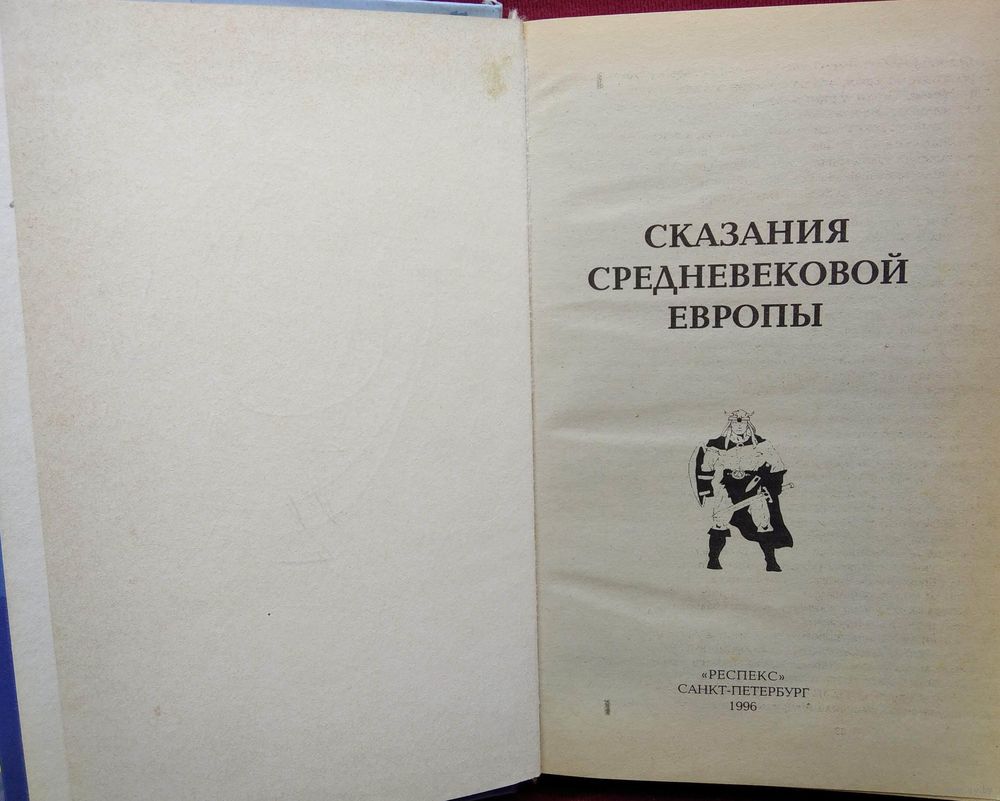 СКАЗАНИЯ
СРЕДНЕВЕКОВОЙ
ЕВРОПЫ
«РЕСПЕКС»
САНКТ-ПЕТЕРБУРГ
1996